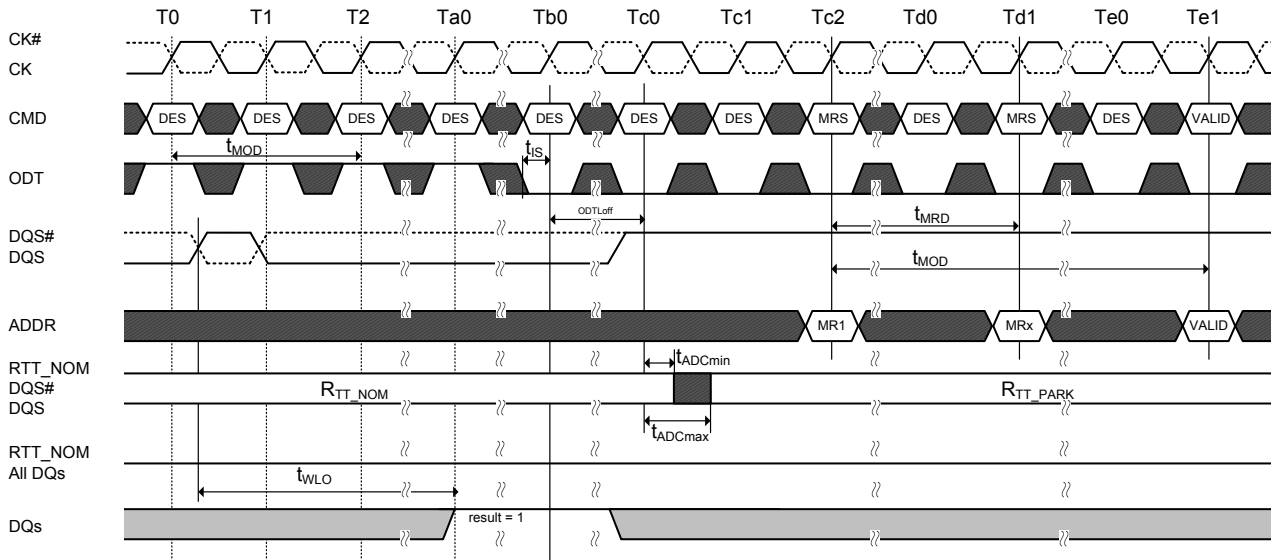 T0 T1 T2 Ta0 Tb0 Tc0 Tc1 Tc2 Td0 Td1 Te0 Te1
CK#
CK
CMD DES DES DES DES DES DES DES MRS DES MRS DES VALID
tMOD tIS
ODT
ODTLoff tMRD
DQS#
DQS
tMOD
ADDR MR1 MRx VALID
RTT_NOM tADCmin
DQS# RTT_NOM RTT_PARK
DQS
tADCmax
RTT_NOM
All DQs
tWLO
result = 1
DQs